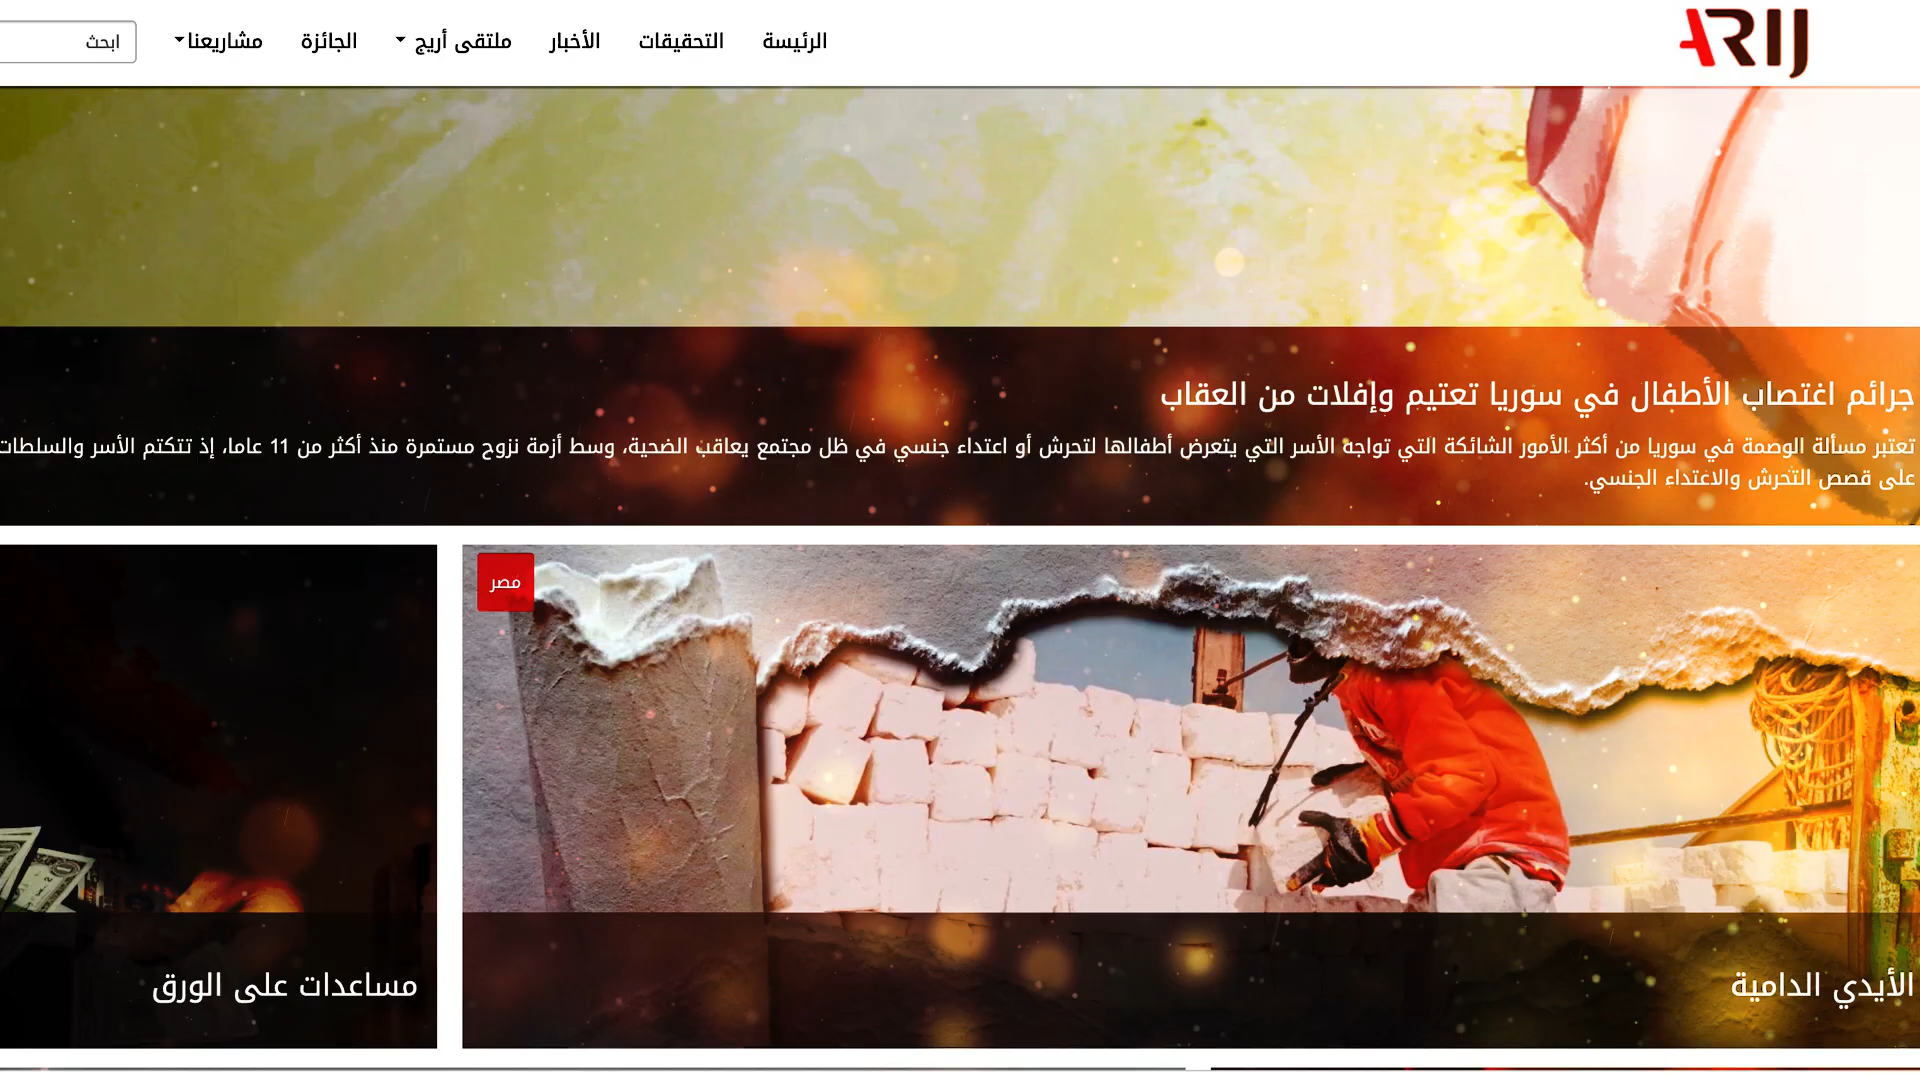 ARIJ
الرئيسة
التحقيقات
الأخبار
ملتقى أريج
الجائزة
مشاريعنا
ابحث
جرائم اغتصاب الأطفال في سوريا تعتيم وإفلات من العقاب
تعتبر مسألة الوصمة في سوريا من أكثر الأمور الشائكة التي تواجه الأسر التي يتعرض أطفالها لتحرش أو اعتداء جنسي في ظل مجتمع يعاقب الضحية، وسط أزمة نزوح مستمرة منذ أكثر من 11 عاما، إذ تتكتم الأسر والسلطات
على قصص التحرش والاعتداء الجنسي.
مصر
الأيدي الدامية
مساعدات على الورق